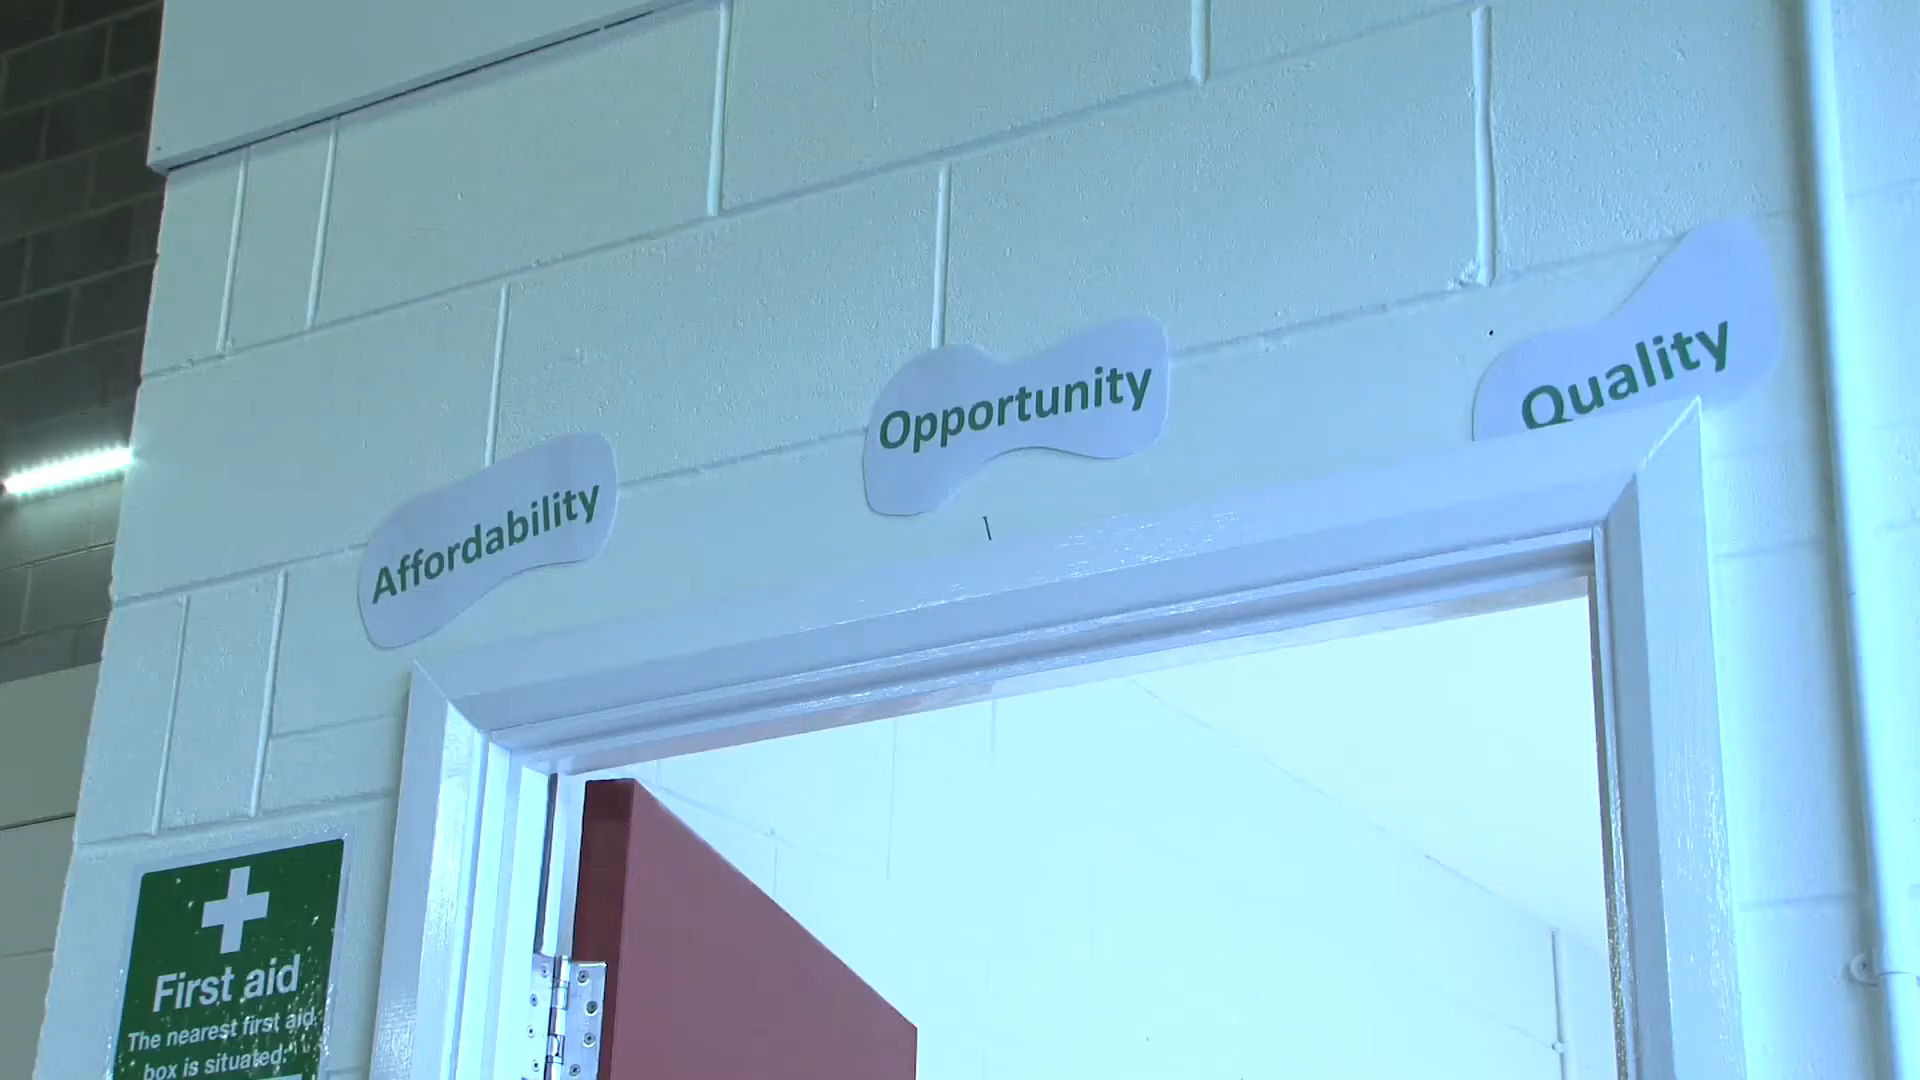 Affordability
Opportunity
Quality
First aid
The nearest first aid
box is situated: